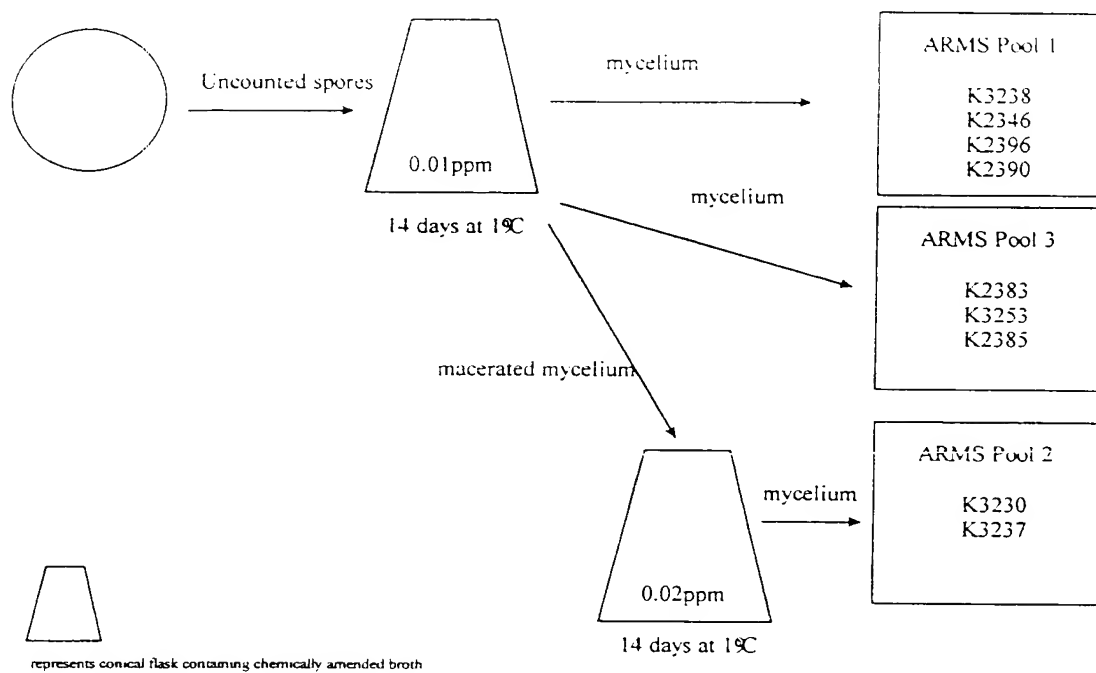 Uncounted spores
0.01ppm
14 days at 19°C
mycelium
ARMS Pool 1
K3238
K2346
K2396
K2390
mycelium
ARMS Pool 3
K2383
K3253
K2385
macerated mycelium
0.02ppm
14 days at 19°C
mycelium
ARMS Pool 2
K3230
K3237
represents conical flask containing chemically amended broth